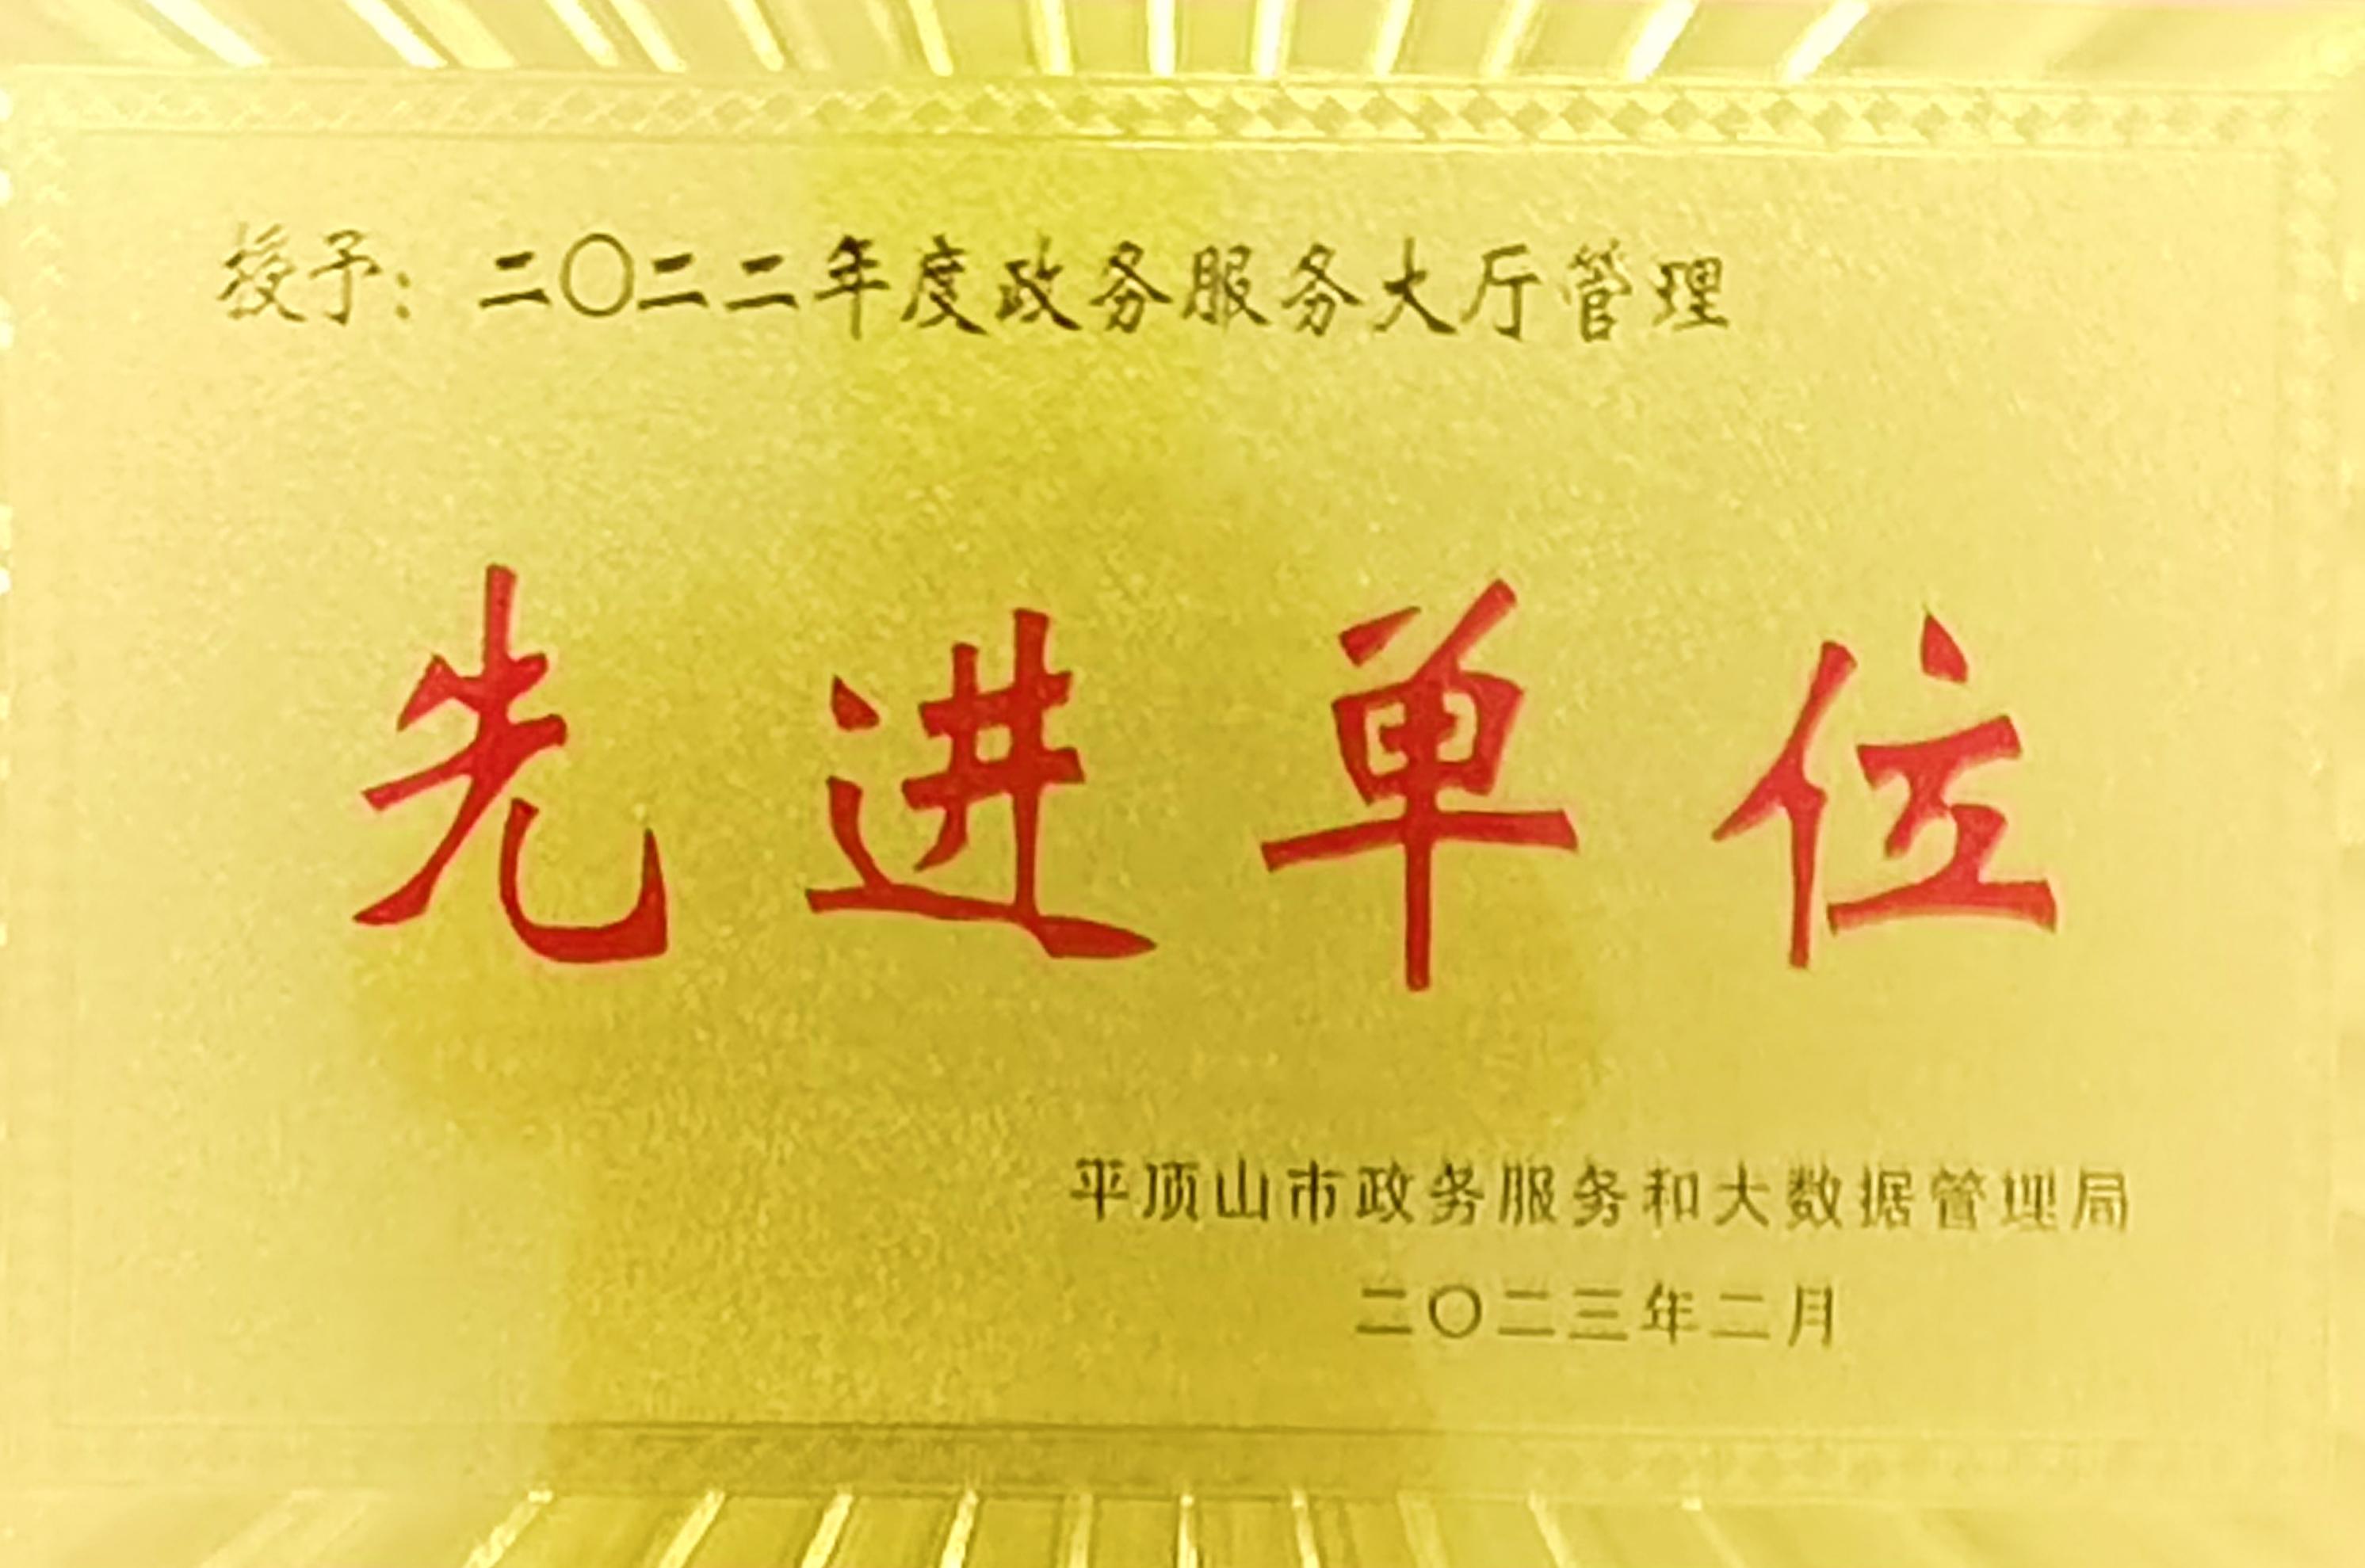 授予：二〇二二年度政务服务大厅管理
先进单位
平顶山市政务服务和大数据管理局
二〇二三年二月